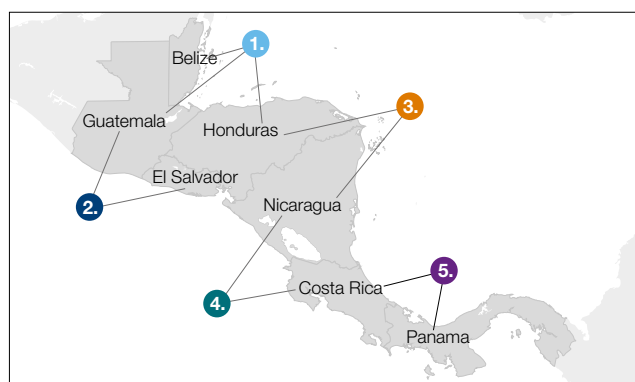 1.
Belize
3.
Guatemala
Honduras
El Salvador
2.
Nicaragua
5.
Costa Rica
4.
Panama